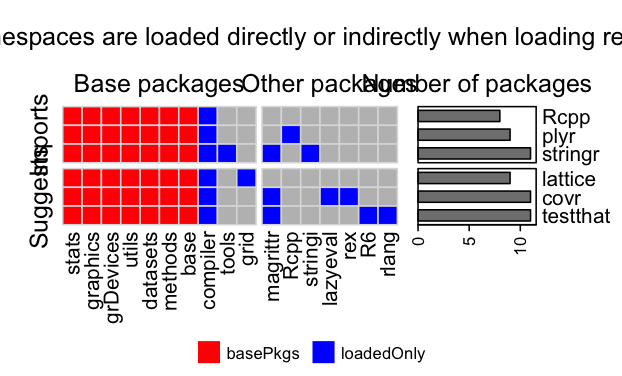 nespaces are loaded directly or indirectly when loading re
Base packages
Other packages
Number of packages
Imports
Suggests
Rcpp
plyr
stringr
lattice
covr
testthat
0
5
10
stats
graphics
grDevices
utils
datasets
methods
base
compiler
tools
grid
magrittr
Rcpp
stringi
lazyeval
rex
R6
rlang
basePkgs
loadedOnly